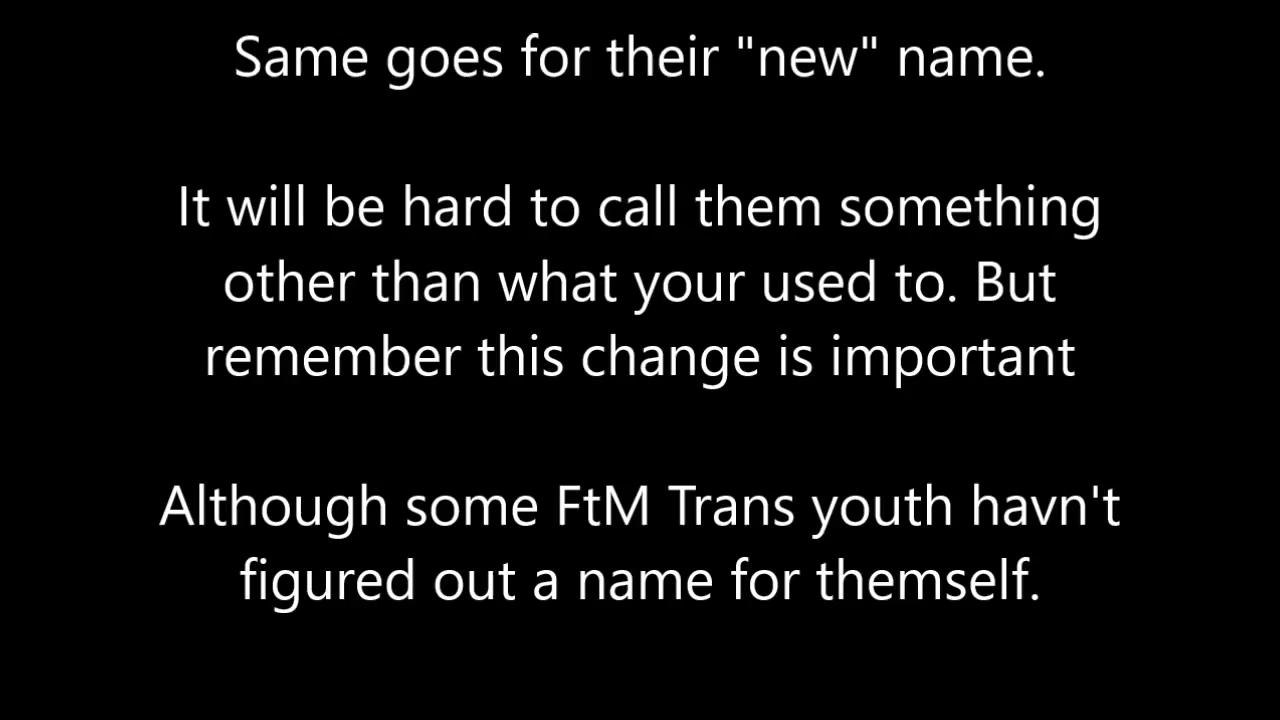 Same goes for their "new" name.
It will be hard to call them something
other than what your used to. But
remember this change is important
Although some FtM Trans youth havn't
figured out a name for themself.